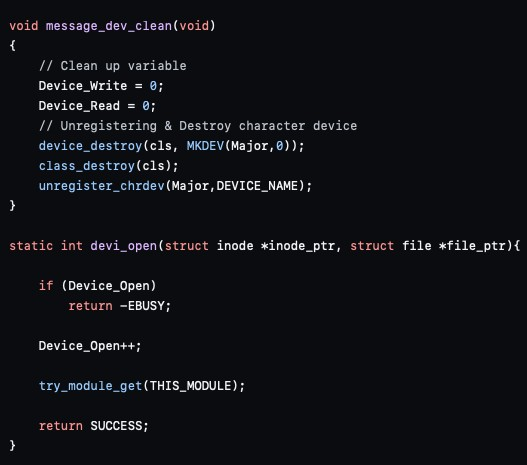 void message_dev_clean(void)
{
    // Clean up variable
    Device_Write = 0;
    Device_Read = 0;
    // Unregistering & Destroy character device
    device_destroy(cls, MKDEV(Major,0));
    class_destroy(cls);
    unregister_chrdev(Major,DEVICE_NAME);
}

static int devi_open(struct inode *inode_ptr, struct file *file_ptr){

    if (Device_Open)
        return -EBUSY;

    Device_Open++;

    try_module_get(THIS_MODULE);

    return SUCCESS;
}